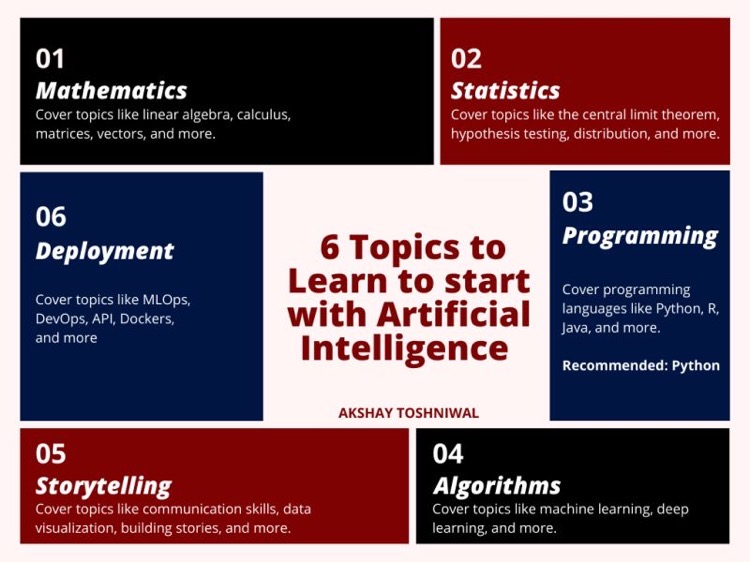 01
Mathematics
Cover topics like linear algebra, calculus,
matrices, vectors, and more.
02
Statistics
Cover topics like the central limit theorem,
hypothesis testing, distribution, and more.
03
Programming
Cover programming
languages like Python, R,
Java, and more.
Recommended: Python
6 Topics to
Learn to start
with Artificial
Intelligence
AKSHAY TOSHNIWAL
04
Algorithms
Cover topics like machine learning, deep
learning, and more.
05
Storytelling
Cover topics like communication skills, data
visualization, building stories, and more.
06
Deployment
Cover topics like MLOps,
DevOps, API, Dockers,
and more